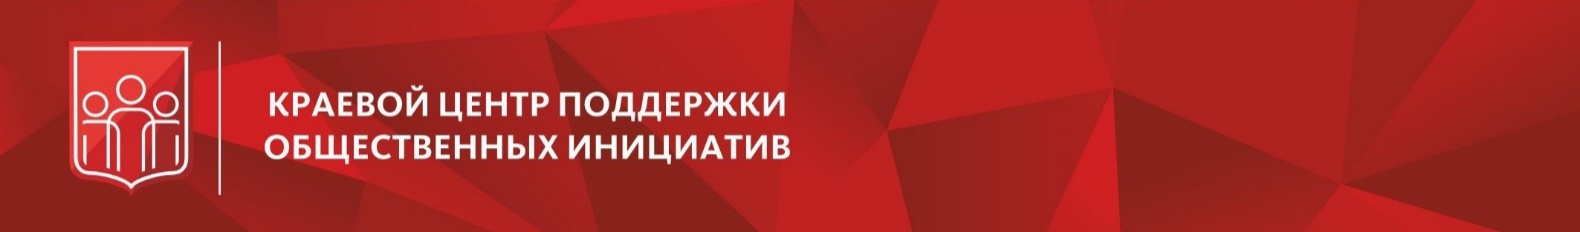 КРАЕВОЙ ЦЕНТР ПОДДЕРЖКИ
ОБЩЕСТВЕННЫХ ИНИЦИАТИВ